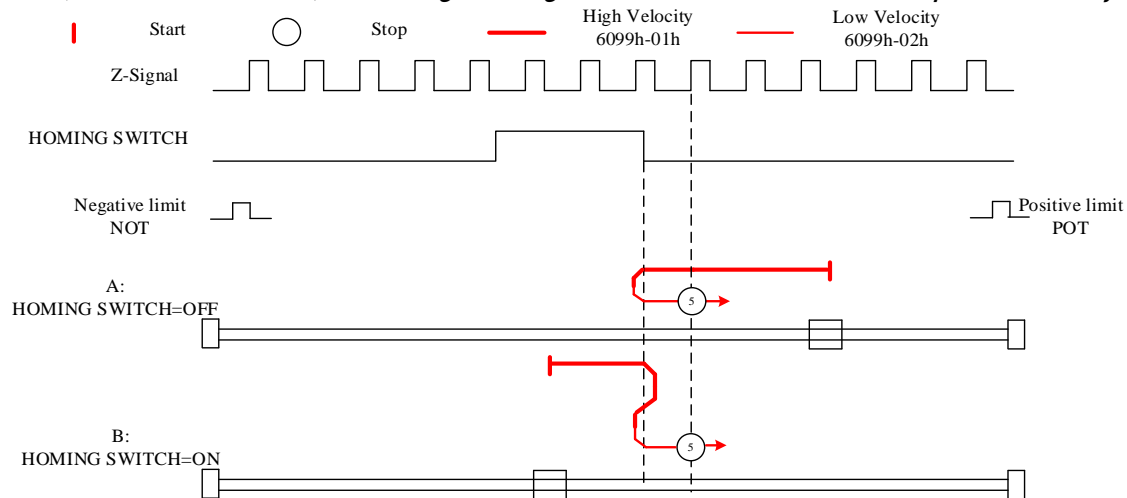 Start
Stop
High Velocity
6099h-01h
Low Velocity
6099h-02h
Z-Signal
HOMING SWITCH
Negative limit
NOT
Positive limit
POT
A:
HOMING SWITCH=OFF
5
B:
HOMING SWITCH=ON
5